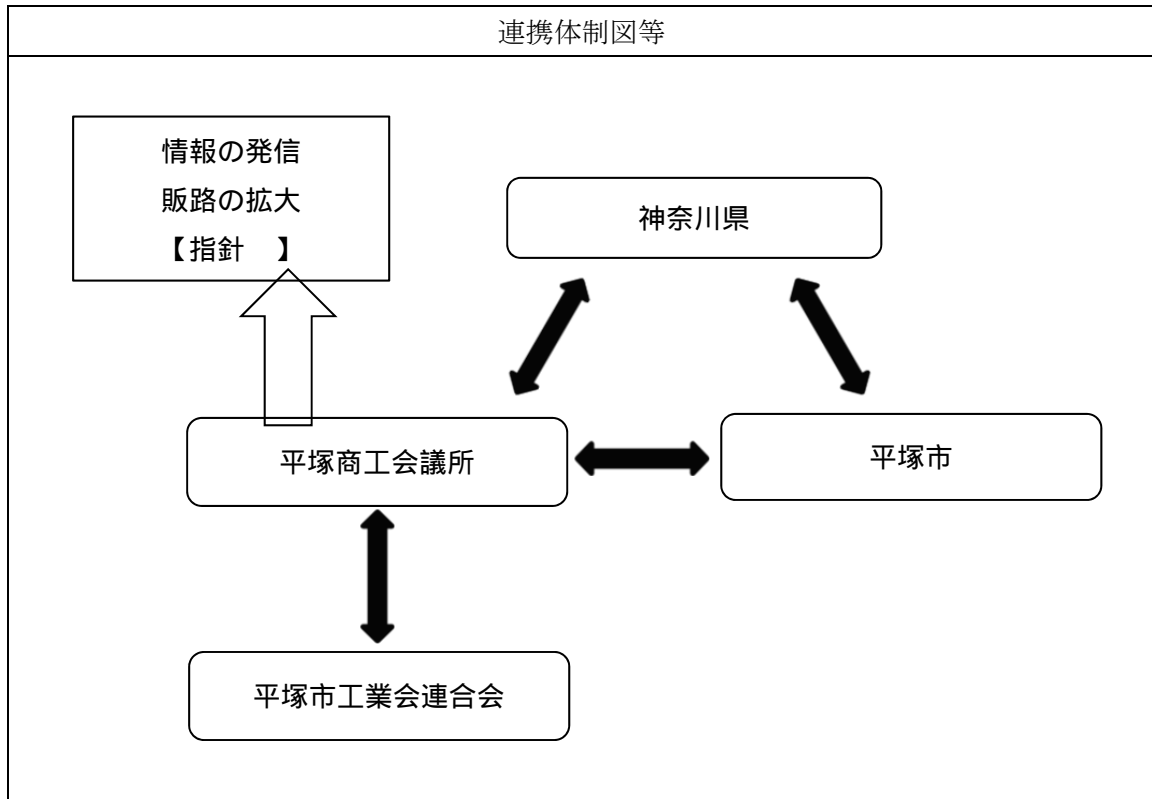 連携体制図等
情報の発信
販路の拡大
【指針　】
神奈川県
平塚商工会議所
平塚市
平塚市工業会連合会